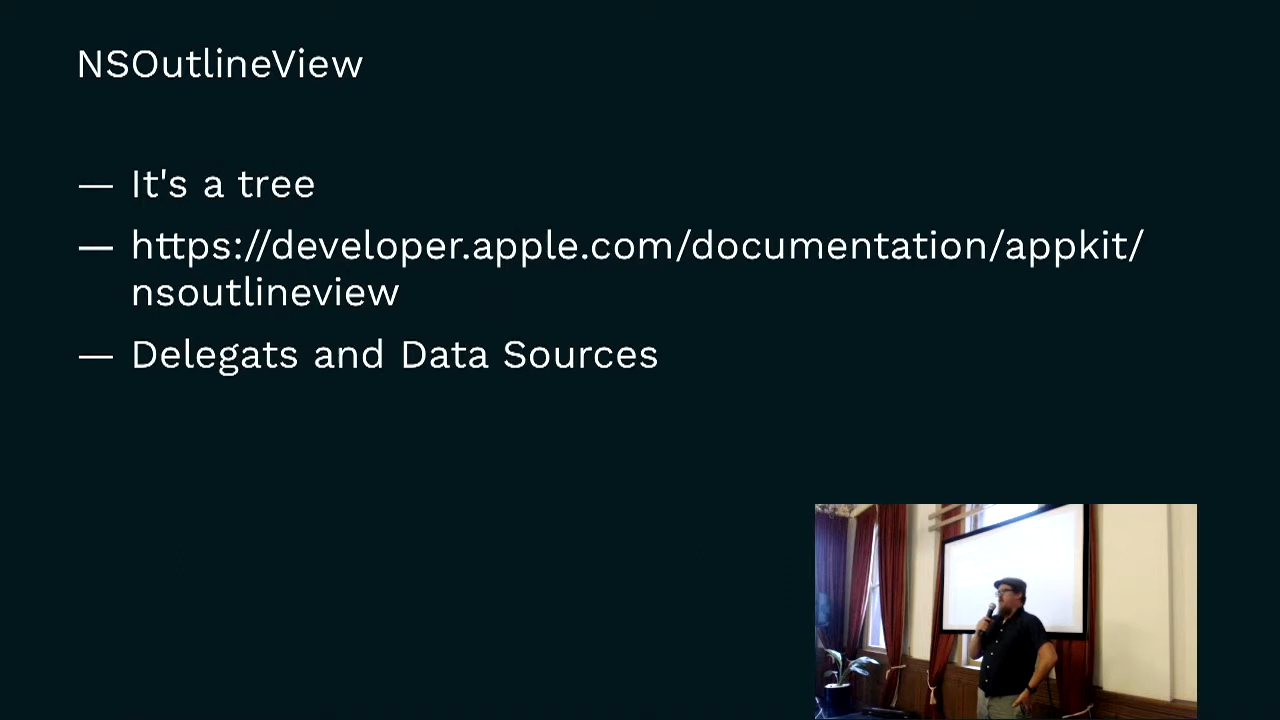 NSOutlineView
— It's a tree
— https://developer.apple.com/documentation/appkit/
nsoutlineview
— Delegats and Data Sources